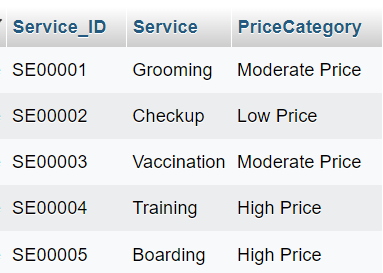 Service_ID Service PriceCategory
SE00001 Grooming Moderate Price
SE00002 Checkup Low Price
SE00003 Vaccination Moderate Price
SE00004 Training High Price
SE00005 Boarding High Price